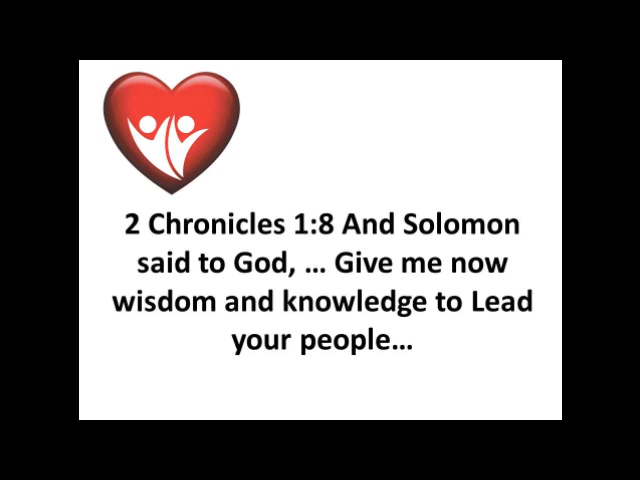 2 Chronicles 1:8 And Solomon
said to God, ... Give me now
wisdom and knowledge to Lead
your people...